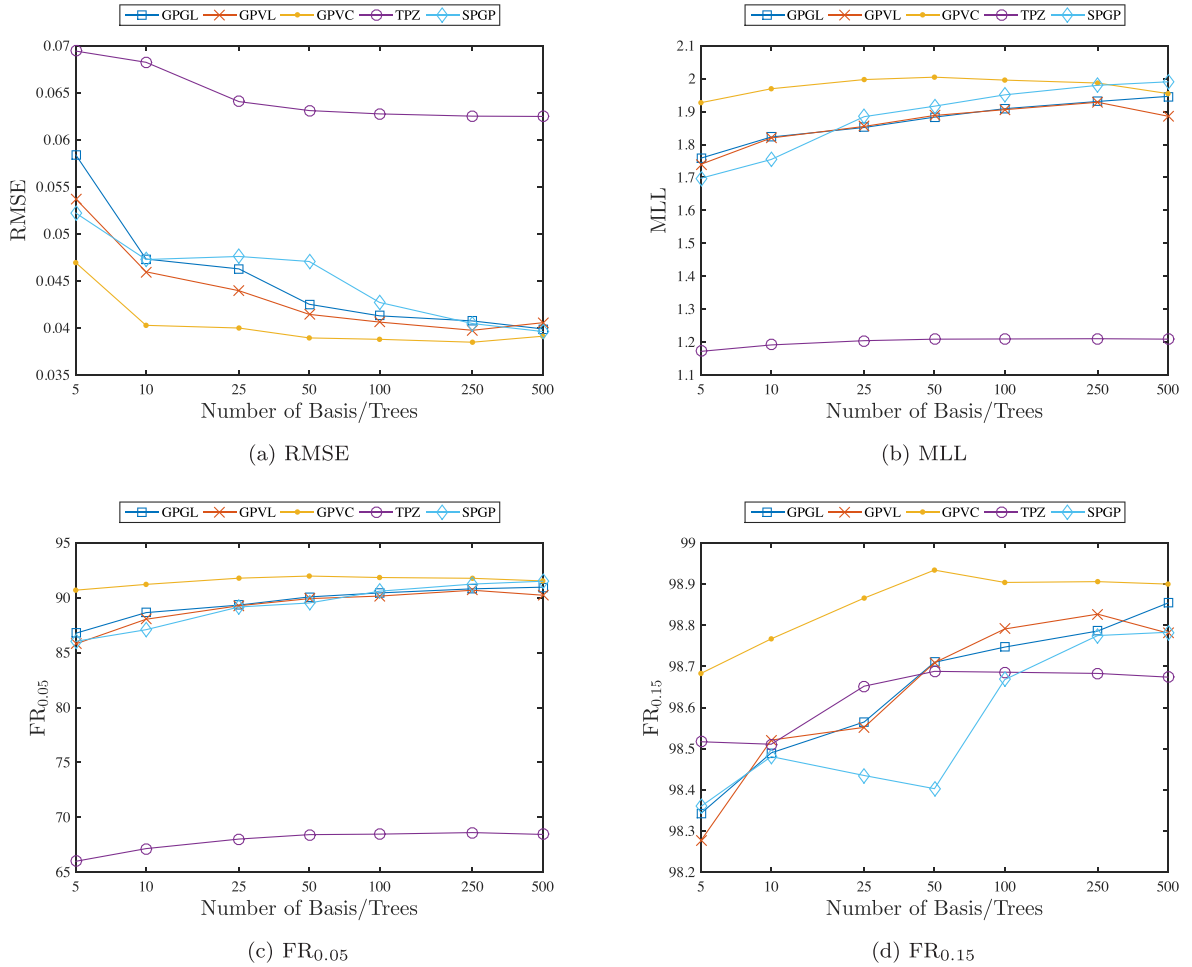 GPGL GPVL GPVC TPZ SPGP
0.07
0.065
0.06
0.055
0.05
0.045
0.04
0.035
RMSE
5 10 25 50 100 250 500
Number of Basis/Trees
(a) RMSE
GPGL GPVL GPVC TPZ SPGP
2.1
2
1.9
1.8
1.7
1.6
1.5
1.4
1.3
1.2
1.1
MLL
5 10 25 50 100 250 500
Number of Basis/Trees
(b) MLL
GPGL GPVL GPVC TPZ SPGP
95
90
85
80
75
70
65
FR0.05
5 10 25 50 100 250 500
Number of Basis/Trees
(c) FR0.05
GPGL GPVL GPVC TPZ SPGP
99
98.9
98.8
98.7
98.6
98.5
98.4
98.3
98.2
FR0.15
5 10 25 50 100 250 500
Number of Basis/Trees
(d) FR0.15